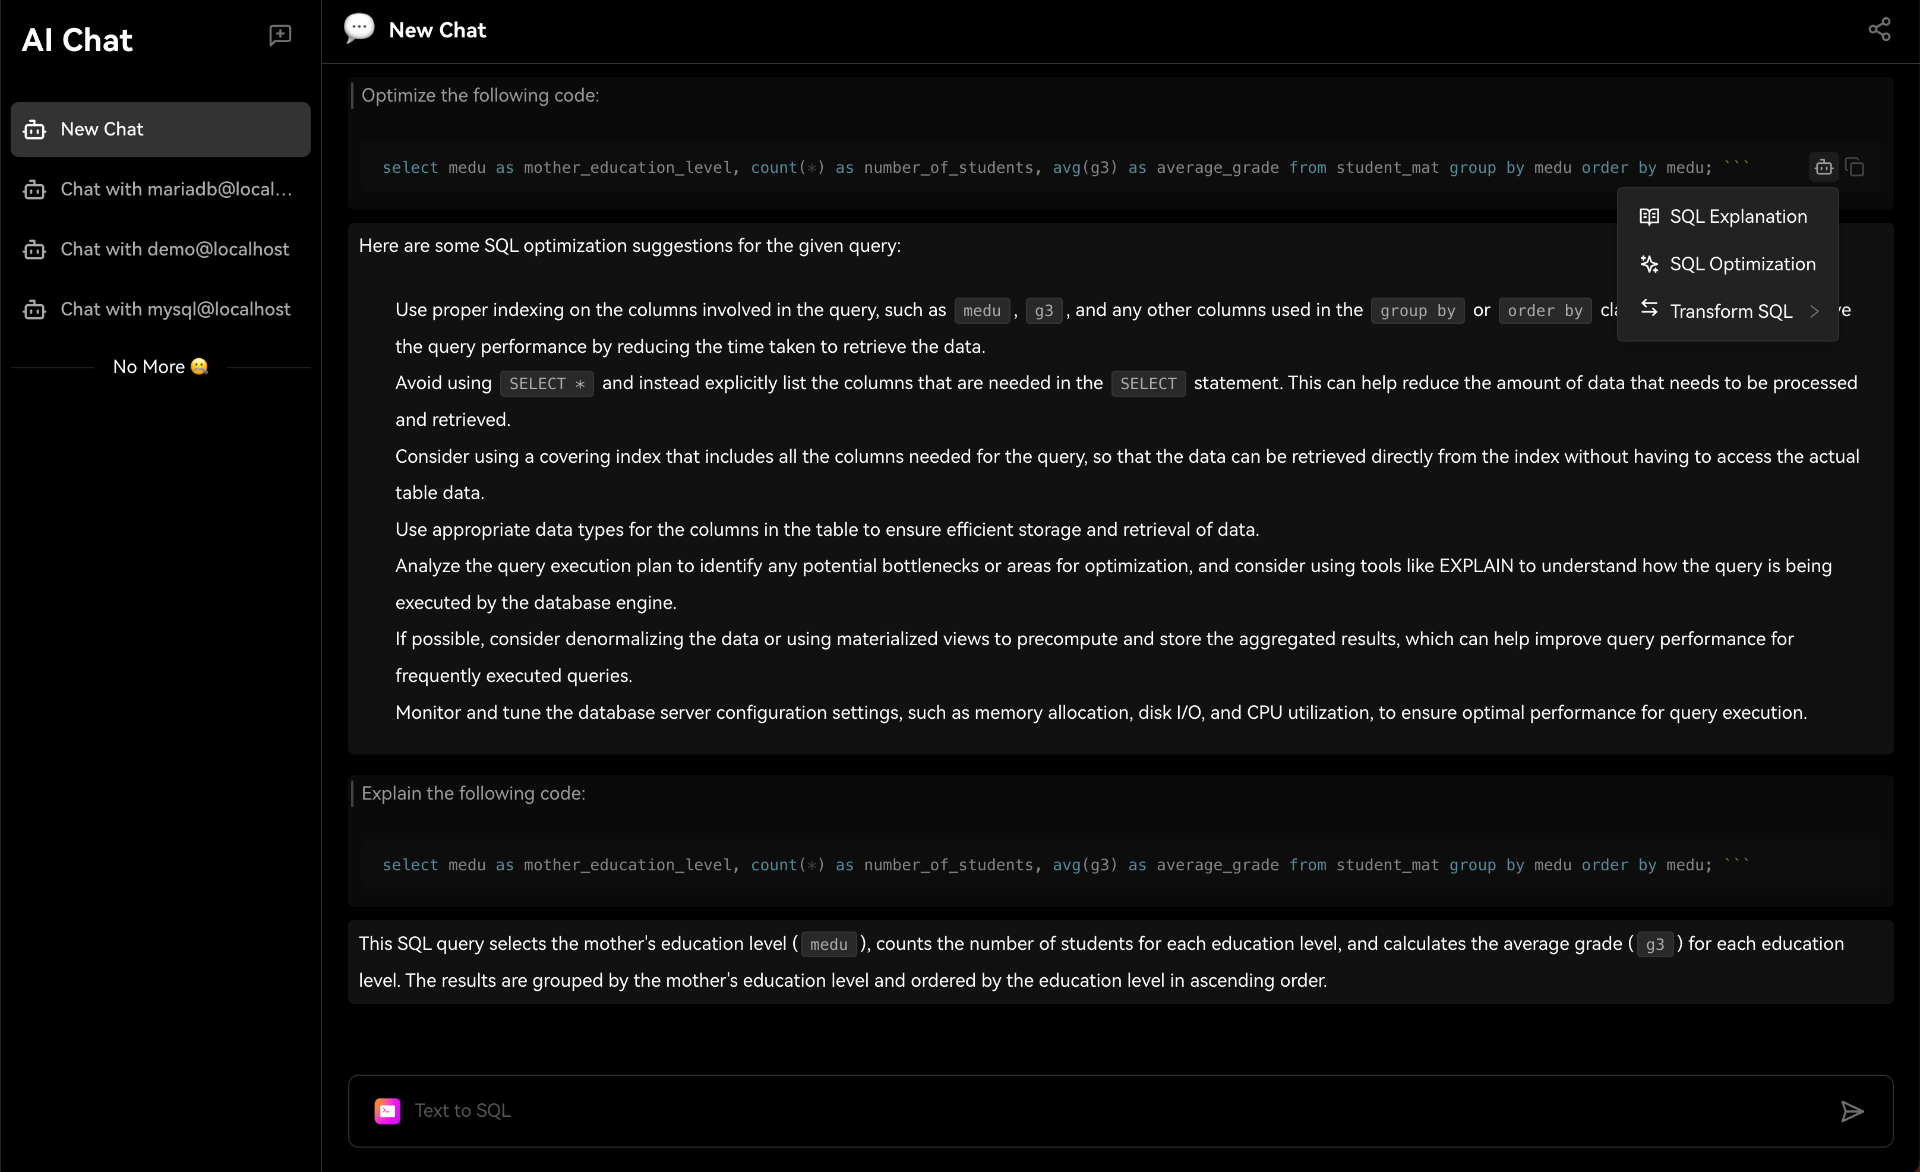 AI Chat
New Chat
Chat with mariadb@local...
Chat with demo@localhost
Chat with mysql@localhost
No More 🤐
New Chat
Optimize the following code:
select medu as mother_education_level, count(*) as number_of_students, avg(g3) as average_grade from student_mat group by medu order by medu; ```
SQL Explanation
SQL Optimization
Transform SQL
Here are some SQL optimization suggestions for the given query:
Use proper indexing on the columns involved in the query, such as medu, g3, and any other columns used in the group by or order by
the query performance by reducing the time taken to retrieve the data.
Avoid using SELECT * and instead explicitly list the columns that are needed in the SELECT statement. This can help reduce the amount of data that needs to be processed
and retrieved.
Consider using a covering index that includes all the columns needed for the query, so that the data can be retrieved directly from the index without having to access the actual
table data.
Use appropriate data types for the columns in the table to ensure efficient storage and retrieval of data.
Analyze the query execution plan to identify any potential bottlenecks or areas for optimization, and consider using tools like EXPLAIN to understand how the query is being
executed by the database engine.
If possible, consider denormalizing the data or using materialized views to precompute and store the aggregated results, which can help improve query performance for
frequently executed queries.
Monitor and tune the database server configuration settings, such as memory allocation, disk I/O, and CPU utilization, to ensure optimal performance for query execution.
Explain the following code:
select medu as mother_education_level, count(*) as number_of_students, avg(g3) as average_grade from student_mat group by medu order by medu; ```
This SQL query selects the mother's education level (medu), counts the number of students for each education level, and calculates the average grade (g3) for each education
level. The results are grouped by the mother's education level and ordered by the education level in ascending order.
Text to SQL